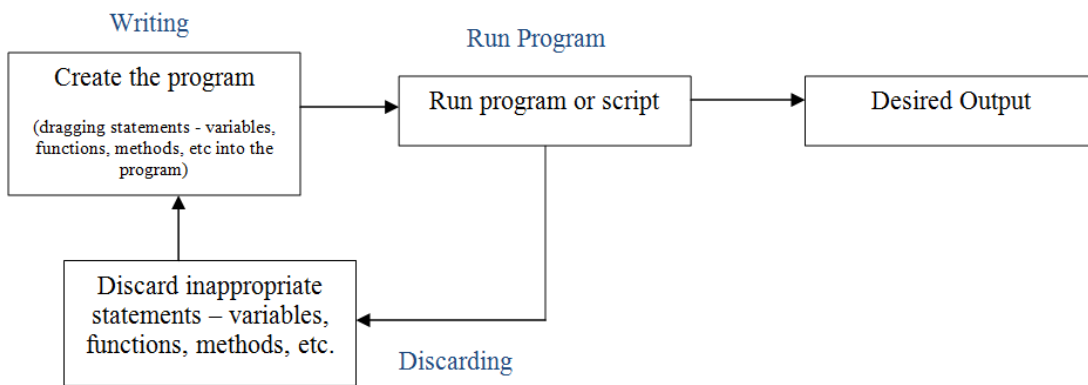 Writing
Run Program
Create the program
(dragging statements - variables,
functions, methods, etc into the
program)
Run program or script
Desired Output
Discard inappropriate
statements – variables,
functions, methods, etc.
Discarding